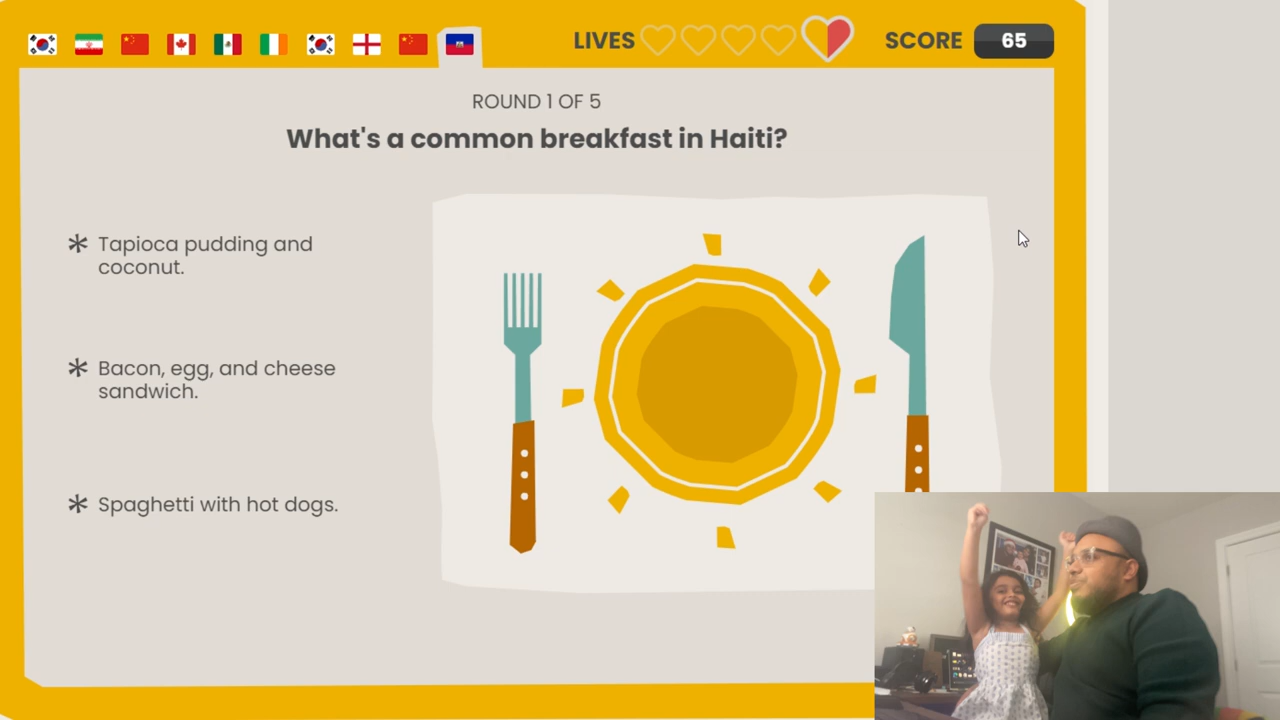 LIVES
SCORE 65
ROUND 1 OF 5
What's a common breakfast in Haiti?
Tapioca pudding and
coconut.
Bacon, egg, and cheese
sandwich.
Spaghetti with hot dogs.